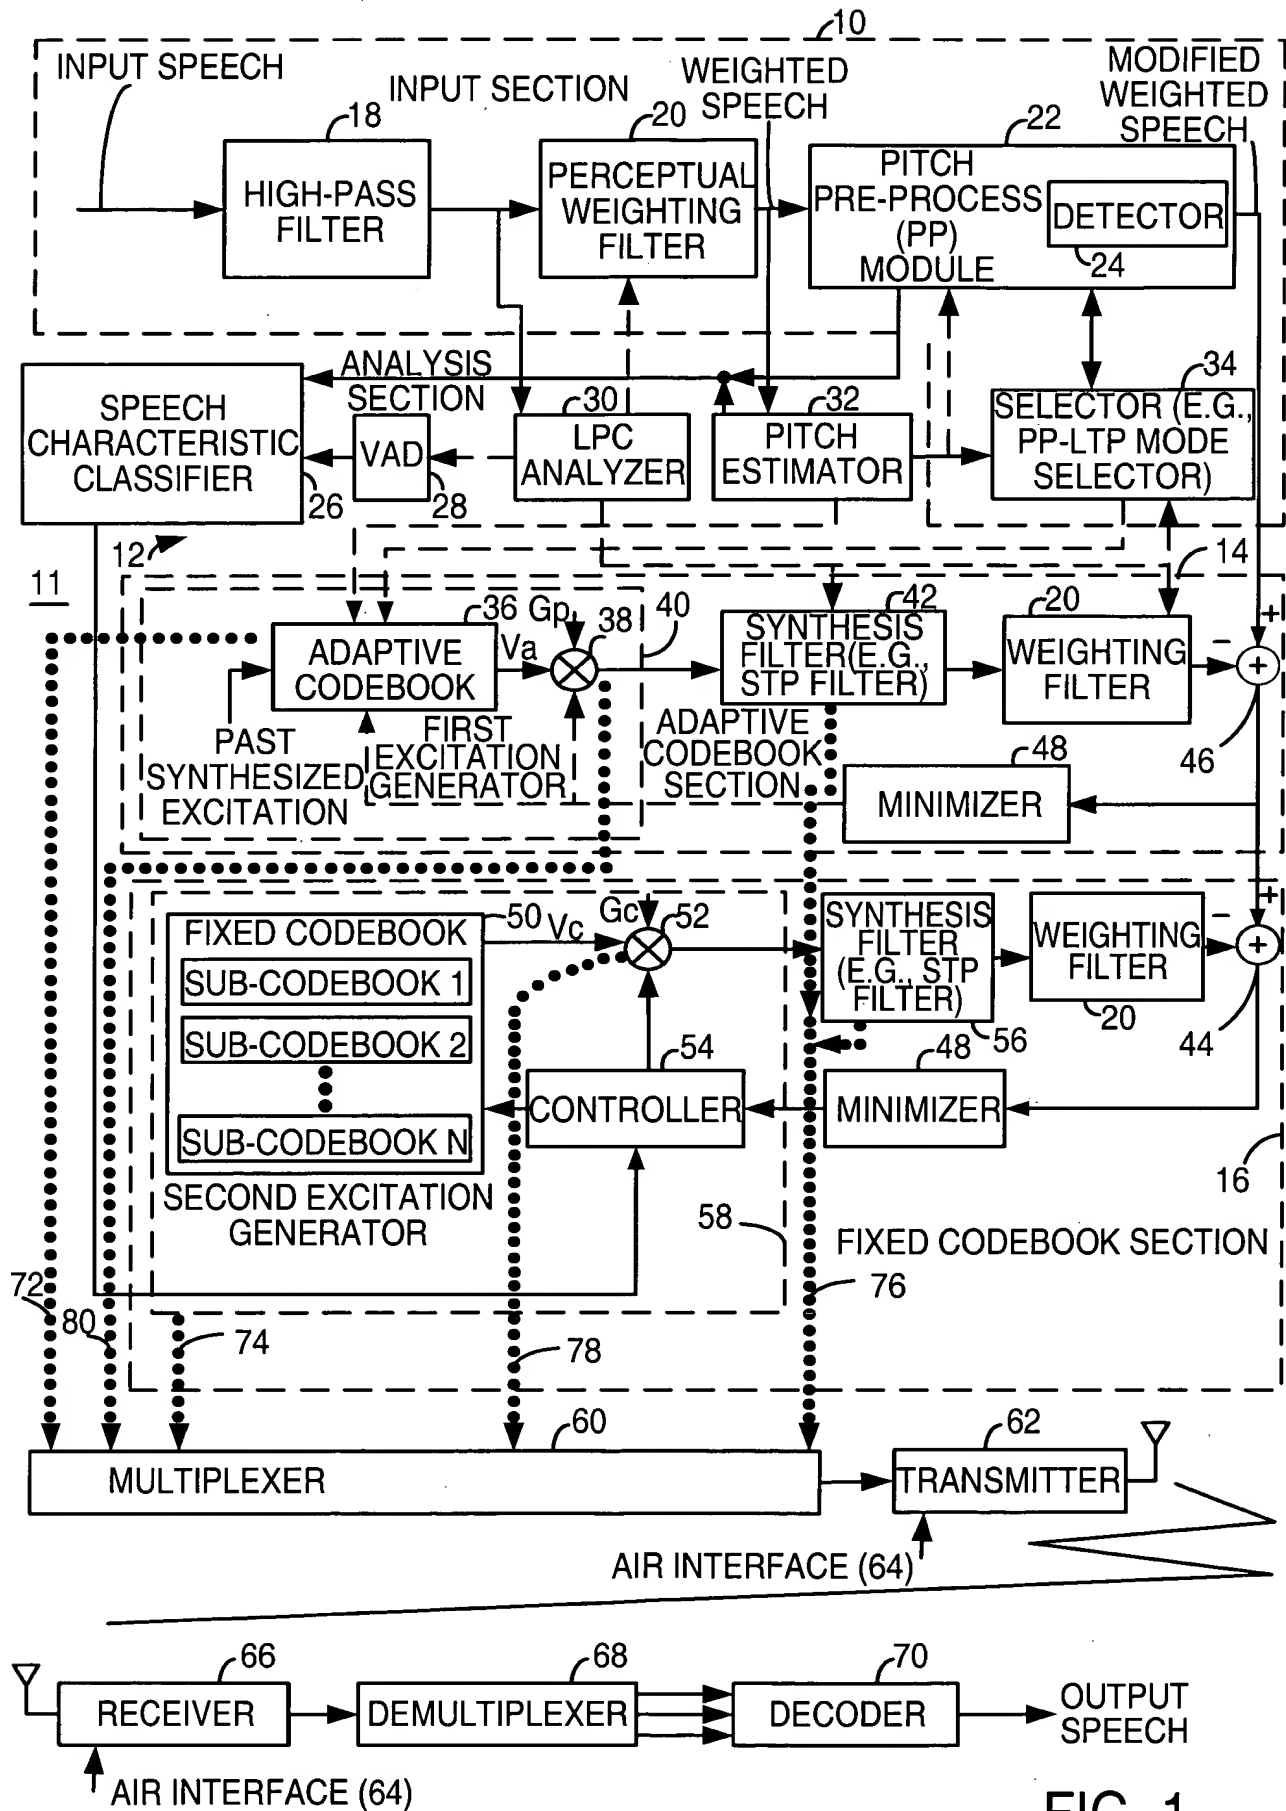 10
INPUT SPEECH
INPUT SECTION
WEIGHTED
SPEECH
MODIFIED
WEIGHTED
SPEECH
18
HIGH-PASS
FILTER
20
PERCEPTUAL
WEIGHTING
FILTER
22
PITCH
PRE-PROCESS
(PP)
MODULE
DETECTOR
24
ANALYSIS
SECTION
SPEECH
CHARACTERISTIC
CLASSIFIER
26
VAD
28
30
LPC
ANALYZER
32
PITCH
ESTIMATOR
34
SELECTOR (E.G.,
PP-LTP MODE
SELECTOR)
12
11
14
36
ADAPTIVE
CODEBOOK
Va
Gp
38
40
42
SYNTHESIS
FILTER(E.G.,
STP FILTER)
20
WEIGHTING
FILTER
−
+
+
46
PAST
SYNTHESIZED
EXCITATION
FIRST
EXCITATION
GENERATOR
ADAPTIVE
CODEBOOK
SECTION
48
MINIMIZER
50
FIXED CODEBOOK
SUB-CODEBOOK 1
SUB-CODEBOOK 2
SUB-CODEBOOK N
Vc
Gc
52
SYNTHESIS
FILTER
(E.G., STP
FILTER)
56
WEIGHTING
FILTER
20
−
+
+
44
54
CONTROLLER
48
MINIMIZER
16
SECOND EXCITATION
GENERATOR
58
FIXED CODEBOOK SECTION
72
80
74
78
76
60
MULTIPLEXER
62
TRANSMITTER
AIR INTERFACE (64)
66
RECEIVER
68
DEMULTIPLEXER
70
DECODER
OUTPUT
SPEECH
AIR INTERFACE (64)
FIG. 1